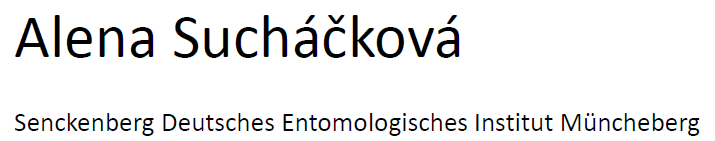 Alena Sucháčková
Senckenberg Deutsches Entomologisches Institut Müncheberg